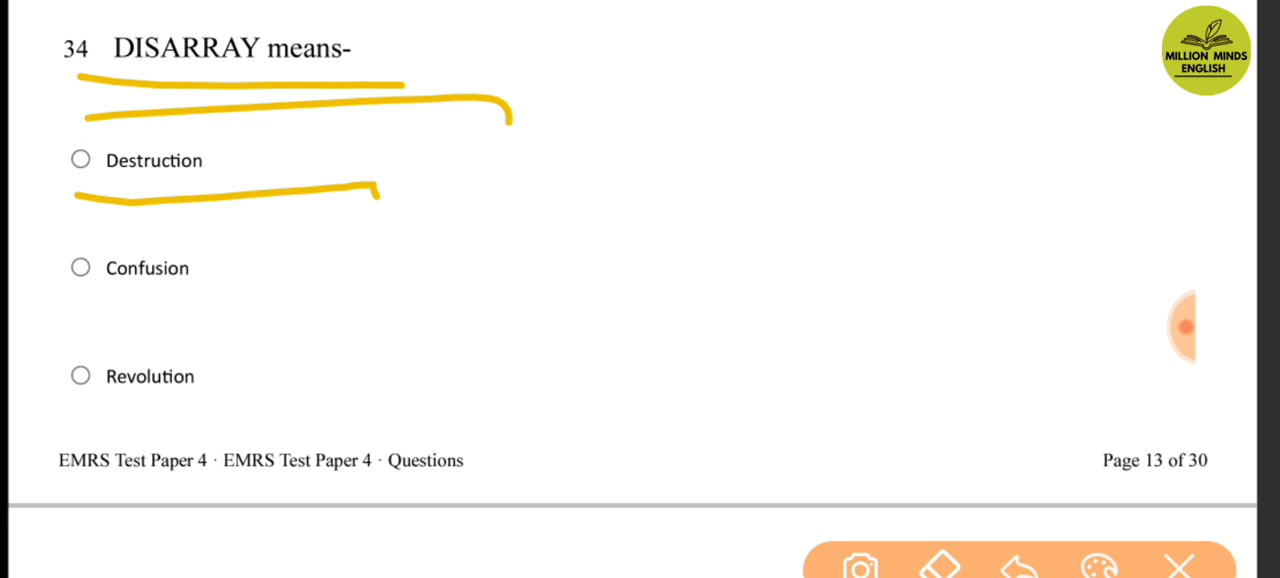 34 DISARRAY means-
MILLION MINDS
ENGLISH
Destruction
Confusion
Revolution
EMRS Test Paper 4 · EMRS Test Paper 4 · Questions
Page 13 of 30